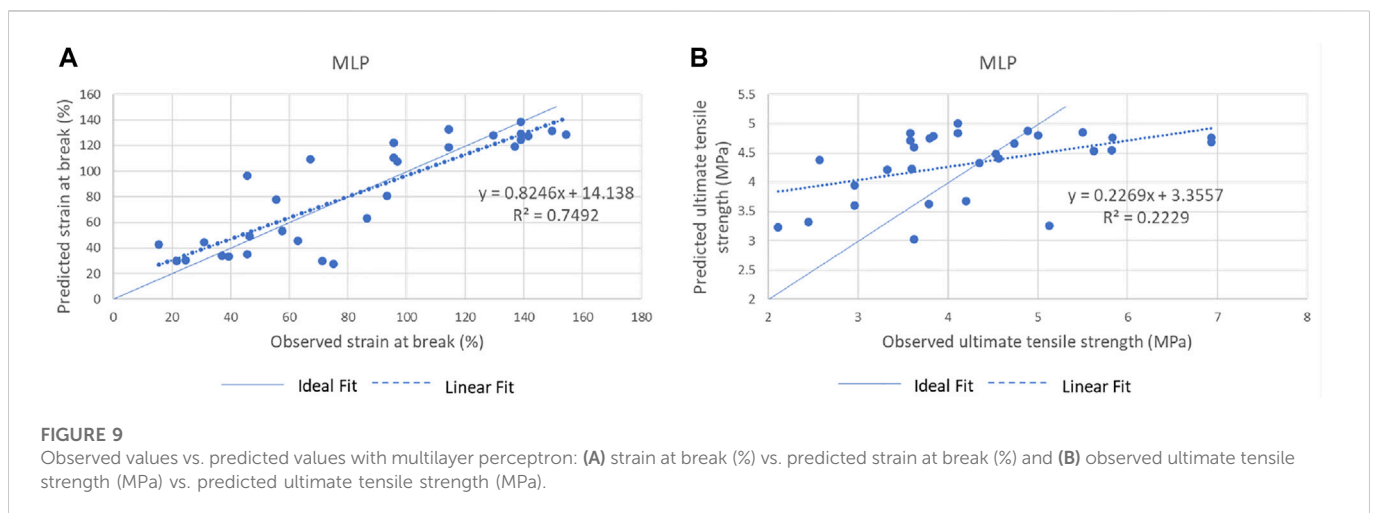 A
MLP
Predicted strain at break (%)
160
140
120
100
80
60
40
20
0
y = 0.8246x + 14.138
R² = 0.7492
0 20 40 60 80 100 120 140 160 180
Observed strain at break (%)
Ideal Fit Linear Fit
B
MLP
Predicted ultimate tensile
strength (MPa)
5.5
5
4.5
4
3.5
3
2.5
2
y = 0.2269x + 3.3557
R² = 0.2229
2 3 4 5 6 7 8
Observed ultimate tensile strength (MPa)
Ideal Fit Linear Fit
FIGURE 9
Observed values vs. predicted values with multilayer perceptron: (A) strain at break (%) vs. predicted strain at break (%) and (B) observed ultimate tensile
strength (MPa) vs. predicted ultimate tensile strength (MPa).